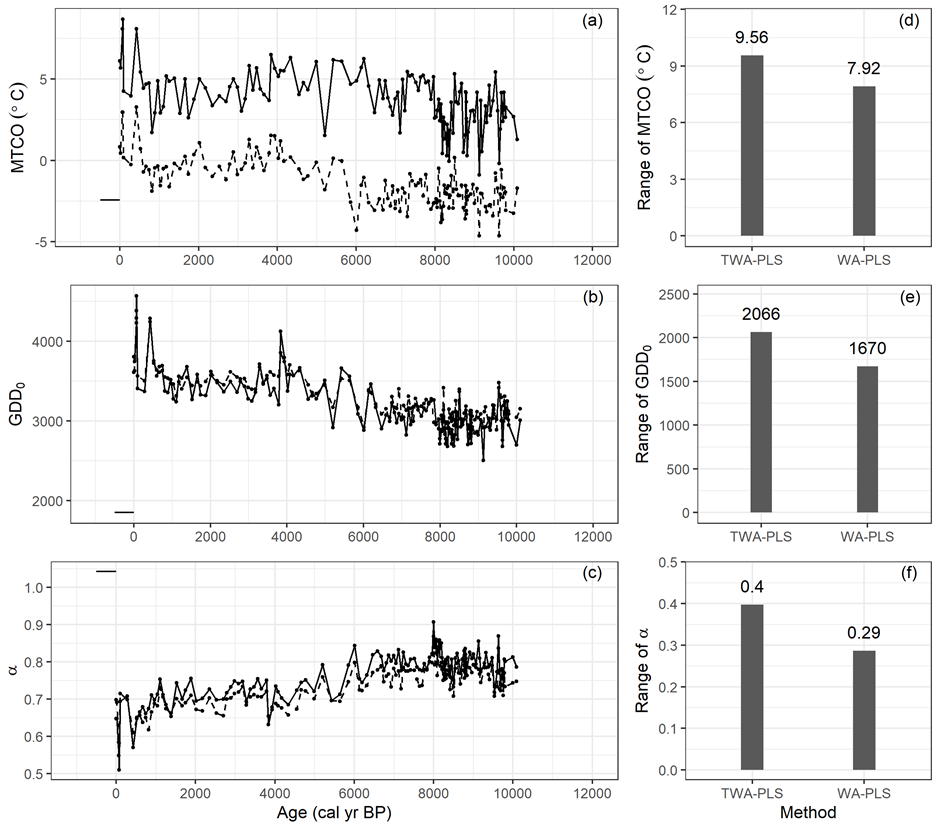 (a)
MTCO (° C)
5
0
-5
0 2000 4000 6000 8000 10000 12000
(d)
Range of MTCO (° C)
12
9
6
3
0
9.56
7.92
TWA-PLS WA-PLS
(b)
GDD₀
4000
3000
2000
0 2000 4000 6000 8000 10000 12000
(e)
Range of GDD₀
2500
2000
1500
1000
500
0
2066
1670
TWA-PLS WA-PLS
(c)
α
1.0
0.9
0.8
0.7
0.6
0.5
0 2000 4000 6000 8000 10000 12000
Age (cal yr BP)
(f)
Range of α
0.5
0.4
0.3
0.2
0.1
0.0
0.4
0.29
TWA-PLS WA-PLS
Method